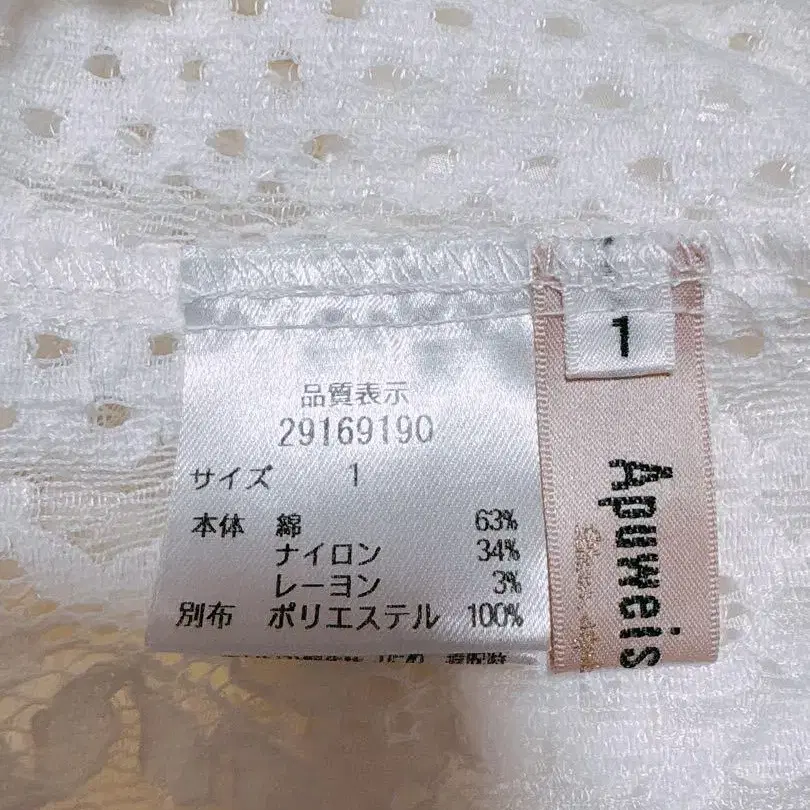 品質表示
29169190
サイズ 1
本体 綿 63%
ナイロン 34%
レーヨン 3%
別布 ポリエステル 100%
1
Apuweis